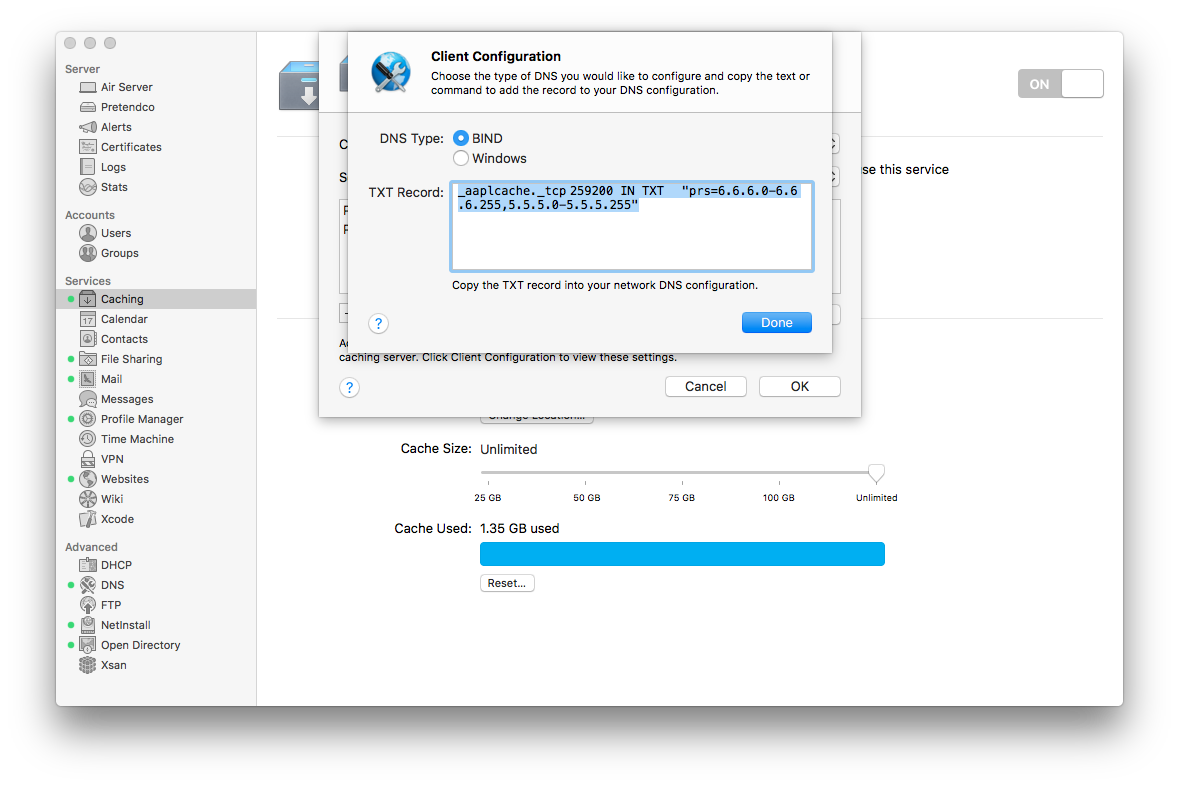 Server
Air Server
Pretendco
Alerts
Certificates
Logs
Stats
Accounts
Users
Groups
Services
Caching
17 Calendar
Contacts
File Sharing
Mail
Messages
Profile Manager
Time Machine
VPN
Websites
Wiki
Xcode
Advanced
DHCP
DNS
FTP
NetInstall
Open Directory
Xsan
ON
Client Configuration
Choose the type of DNS you would like to configure and copy the text or
command to add the record to your DNS configuration.
DNS Type: BIND
Windows
se this service
TXT Record: _aaplcache._tcp 259200 IN TXT "prs=6.6.6.0-6.6
.6.255,5.5.5.0-5.5.5.255"
Copy the TXT record into your network DNS configuration.
? Done
caching server. Click Client Configuration to view these settings.
? Cancel OK
Change Location...
Cache Size: Unlimited
25 GB 50 GB 75 GB 100 GB Unlimited
Cache Used: 1.35 GB used
Reset...